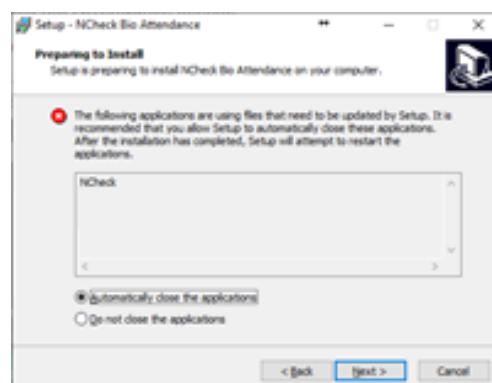 Setup - NCheck Bio Attendance
Preparing to Install
Setup is preparing to install NCheck Bio Attendance on your computer.
The following applications are using files that need to be updated by Setup. It is
recommended that you allow Setup to automatically close these applications.
After the installation has completed, Setup will attempt to restart the
applications.
NCheck
Automatically close the applications
Do not close the applications
< Back
Next >
Cancel